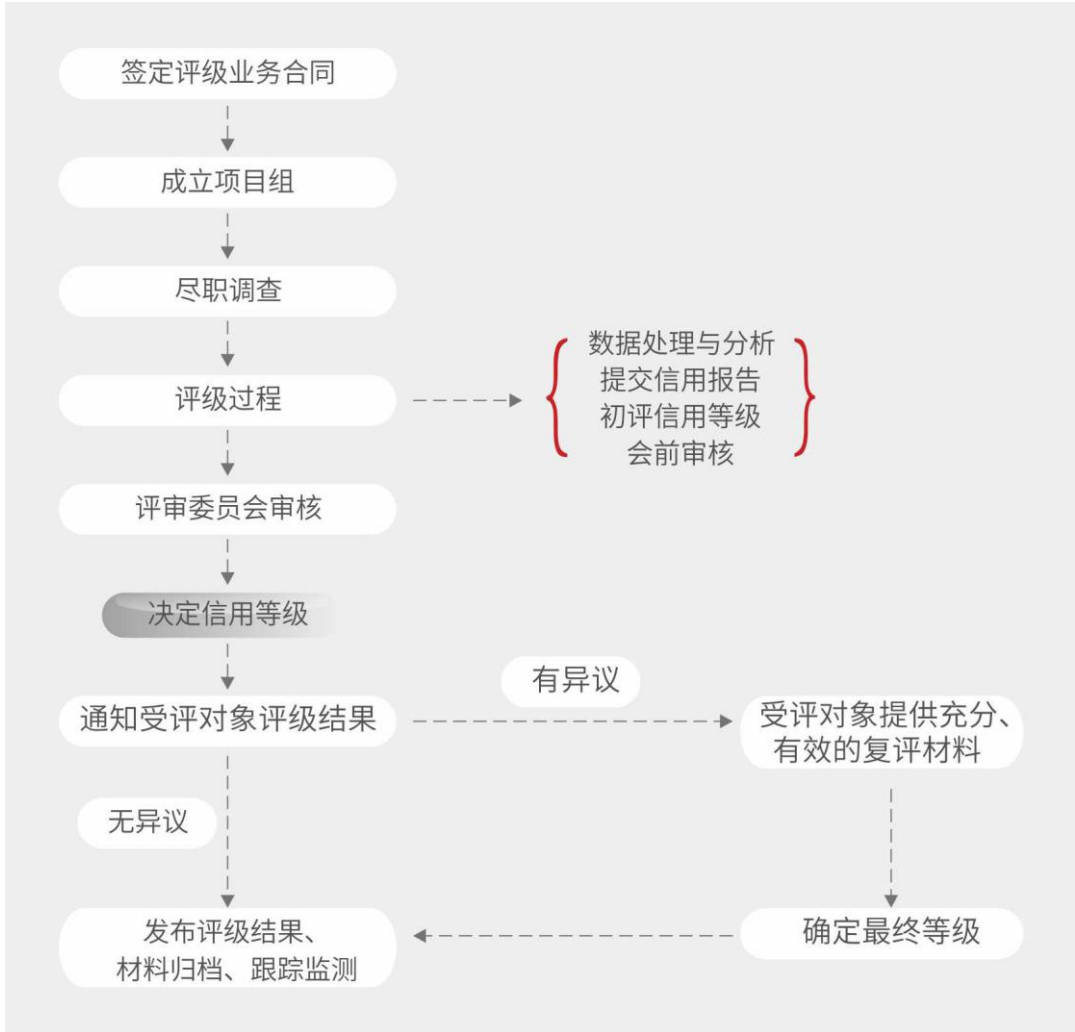 签定评级业务合同
成立项目组
尽职调查
评级过程
数据处理与分析
提交信用报告
初评信用等级
会前审核
评审委员会审核
决定信用等级
通知受评对象评级结果
有异议
受评对象提供充分、
有效的复评材料
无异议
确定最终等级
发布评级结果、
材料归档、跟踪监测